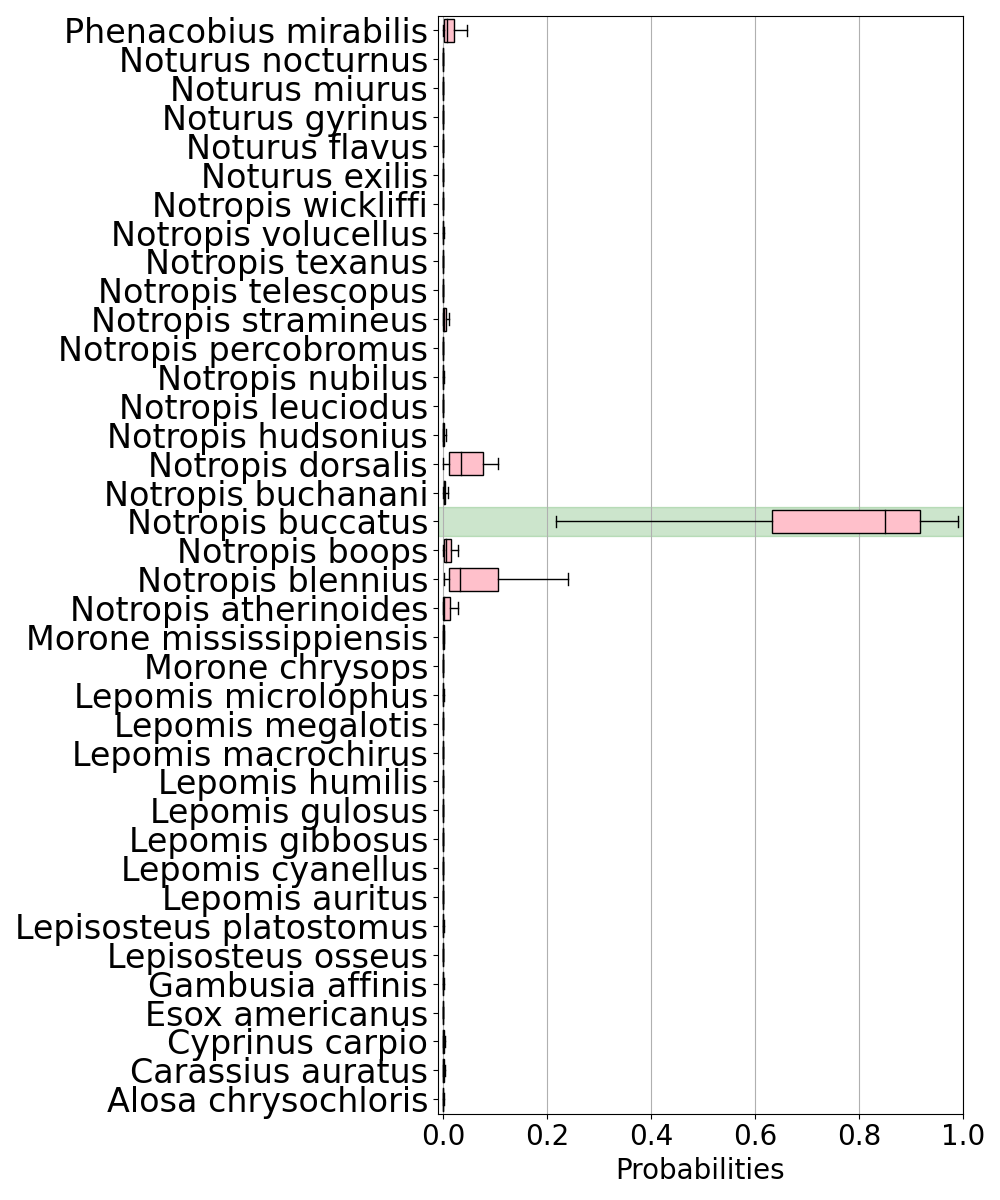 Phenacobius mirabilis
Noturus nocturnus
Noturus miurus
Noturus gyrinus
Noturus flavus
Noturus exilis
Notropis wickliffi
Notropis volucellus
Notropis texanus
Notropis telescopus
Notropis stramineus
Notropis percobromus
Notropis nubilus
Notropis leuciodus
Notropis hudsonius
Notropis dorsalis
Notropis buchanani
Notropis buccatus
Notropis boops
Notropis blennius
Notropis atherinoides
Morone mississippiensis
Morone chrysops
Lepomis microlophus
Lepomis megalotis
Lepomis macrochirus
Lepomis humilis
Lepomis gulosus
Lepomis gibbosus
Lepomis cyanellus
Lepomis auritus
Lepisosteus platostomus
Lepisosteus osseus
Gambusia affinis
Esox americanus
Cyprinus carpio
Carassius auratus
Alosa chrysochloris
0.0 0.2 0.4 0.6 0.8 1.0
Probabilities